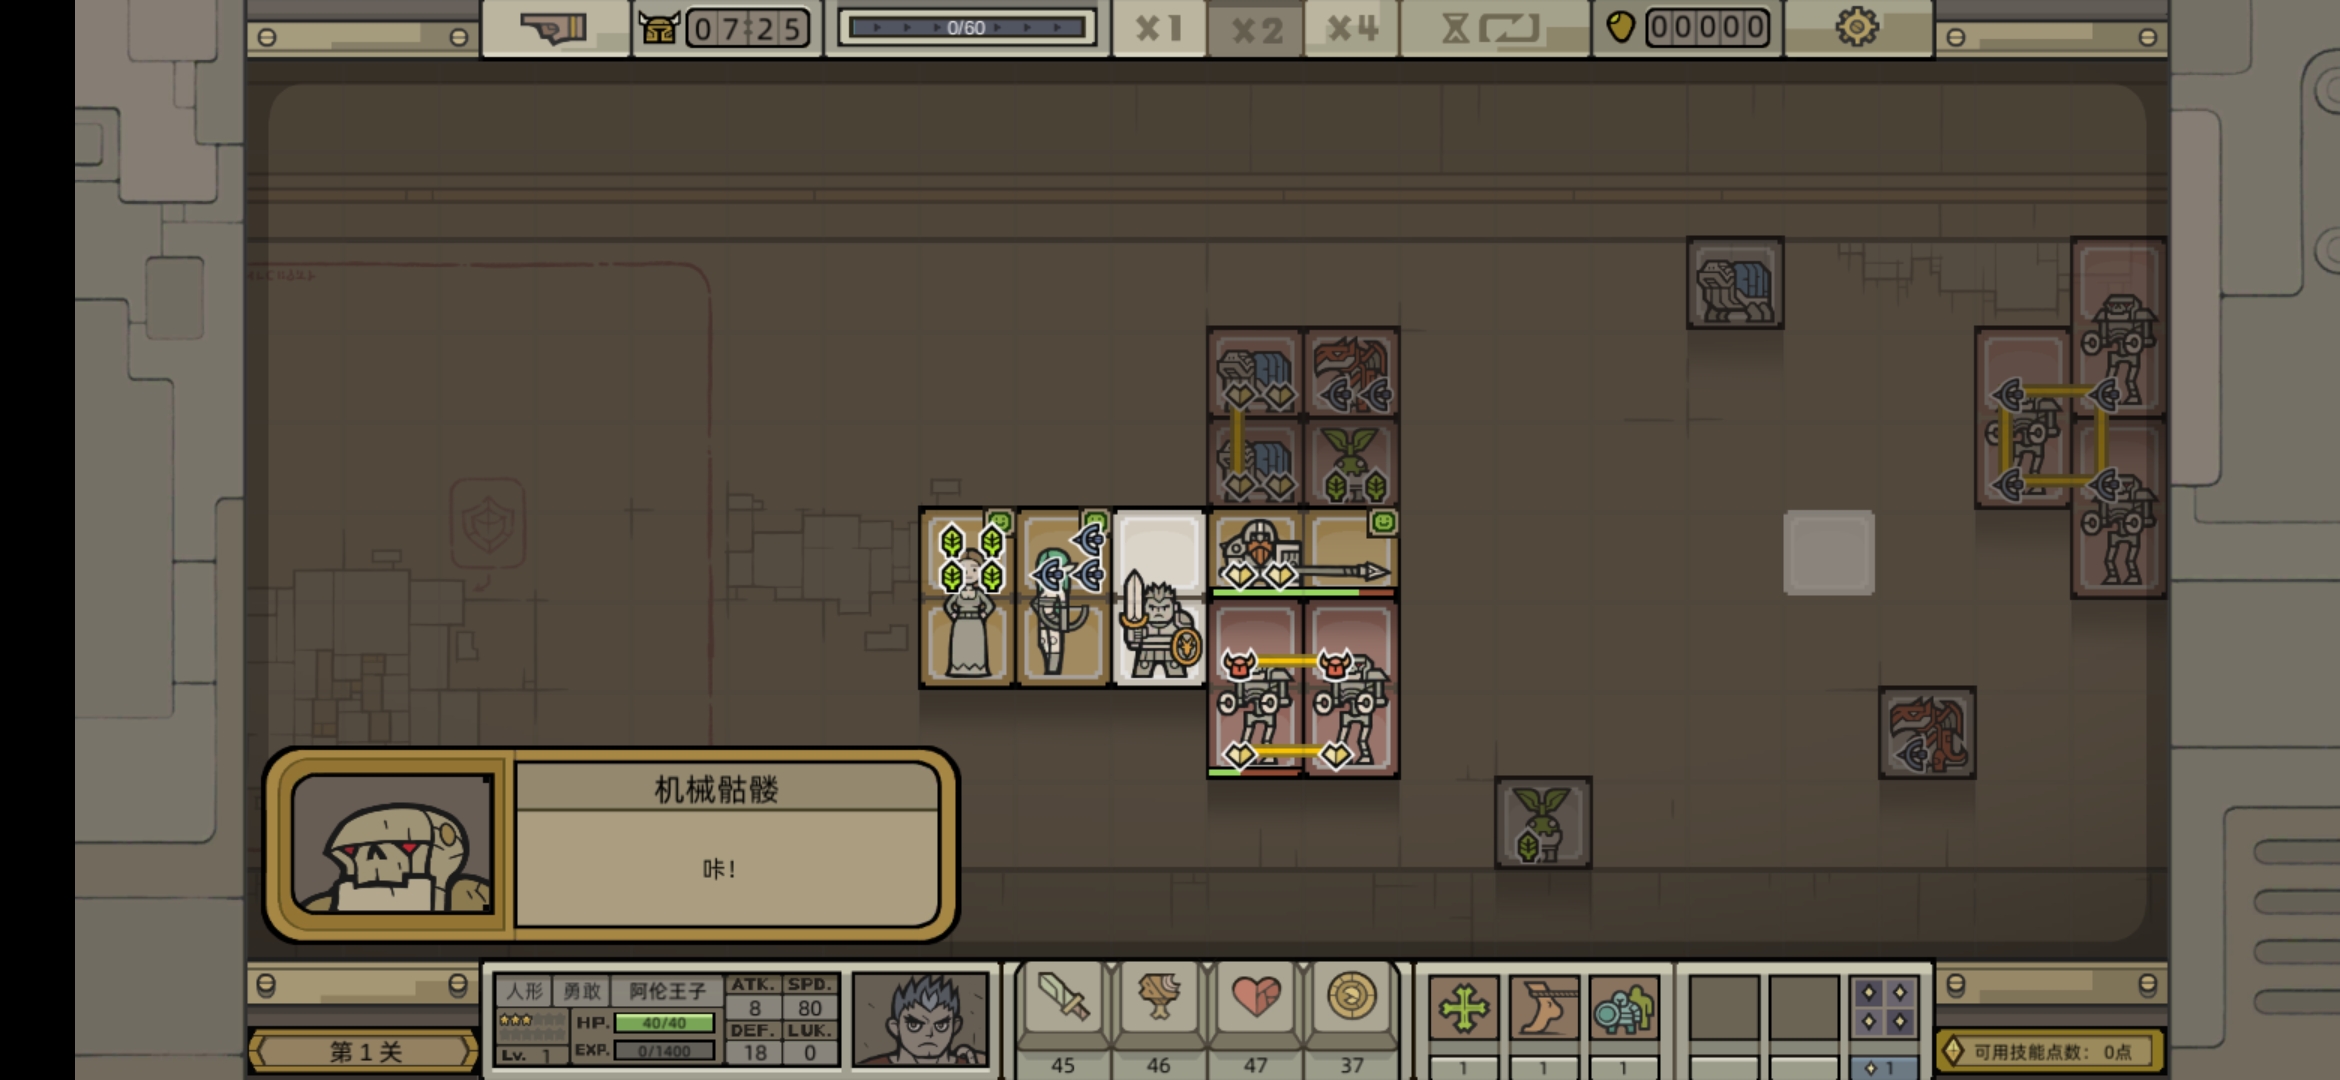 07:25
0/60
×1
×2
×4
00000
机械骷髅
咔！
第1关
人形
勇敢
阿伦王子
HP.
40/40
Lv. 1
EXP.
0/1400
ATK.
SPD.
8
80
DEF.
LUK.
18
0
45
46
47
37
1
1
1
1
可用技能点数：0点